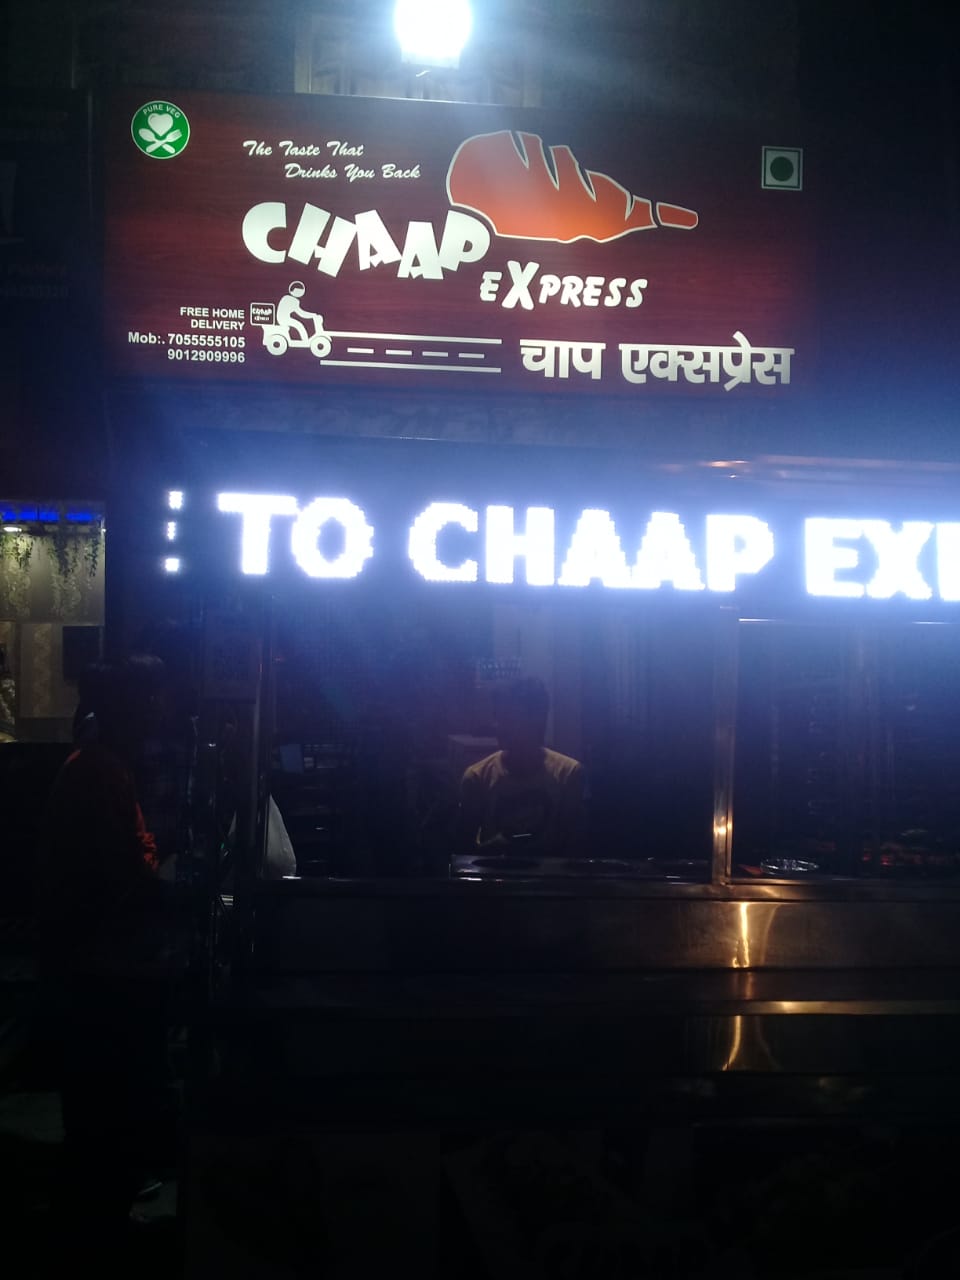 PURE VEG
The Taste That
Drinks You Back
CHAAP
EXPRESS
FREE HOME
DELIVERY
Mob:. 7055555105
9012909996
चाप एक्सप्रेस
TO CHAAP EXP